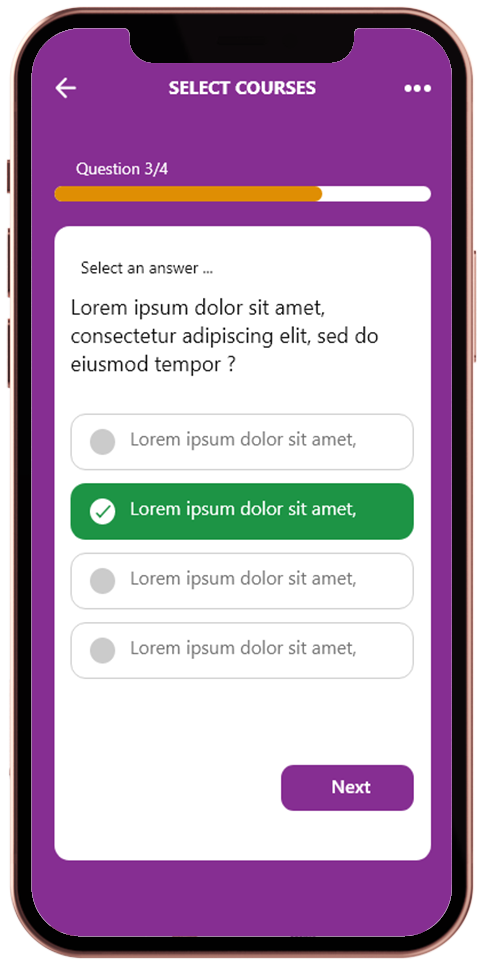 SELECT COURSES
Question 3/4
Select an answer ...
Lorem ipsum dolor sit amet,
consectetur adipiscing elit, sed do
eiusmod tempor ?
Lorem ipsum dolor sit amet,
Lorem ipsum dolor sit amet,
Lorem ipsum dolor sit amet,
Lorem ipsum dolor sit amet,
Next